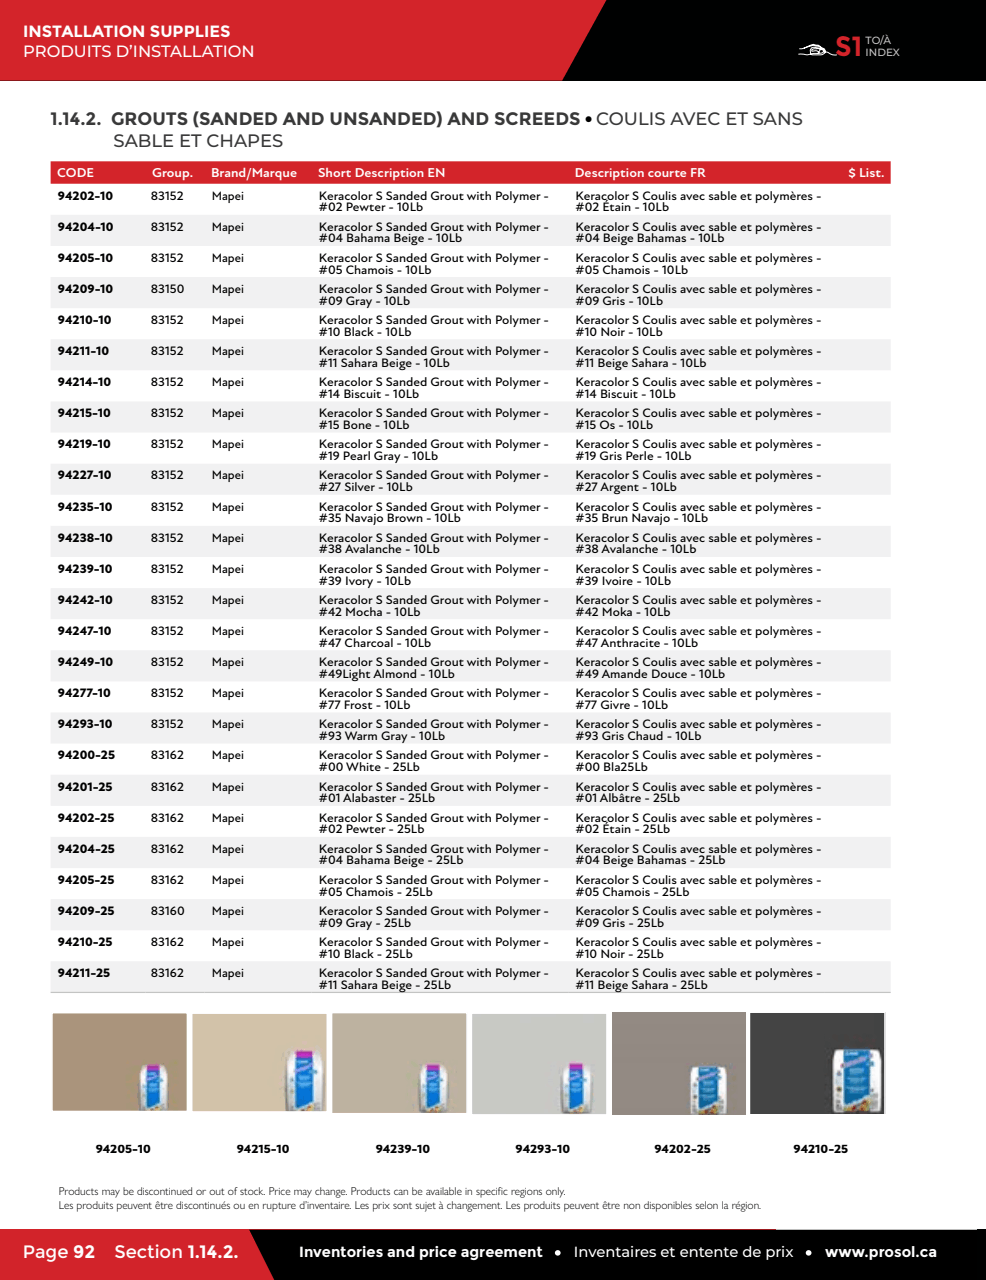 INSTALLATION SUPPLIES
PRODUITS D'INSTALLATION
S1 TO/À
INDEX
1.14.2. GROUTS (SANDED AND UNSANDED) AND SCREEDS • COULIS AVEC ET SANS
SABLE ET CHAPES
CODE Group. Brand/Marque Short Description EN Description courte FR $ List.
94202-10 83152 Mapei Keracolor S Sanded Grout with Polymer - Keracolor S Coulis avec sable et polymères -
#02 Pewter - 10Lb #02 Étain - 10Lb
94204-10 83152 Mapei Keracolor S Sanded Grout with Polymer - Keracolor S Coulis avec sable et polymères -
#04 Bahama Beige - 10Lb #04 Beige Bahamas - 10Lb
94205-10 83152 Mapei Keracolor S Sanded Grout with Polymer - Keracolor S Coulis avec sable et polymères -
#05 Chamois - 10Lb #05 Chamois - 10Lb
94209-10 83150 Mapei Keracolor S Sanded Grout with Polymer - Keracolor S Coulis avec sable et polymères -
#09 Gray - 10Lb #09 Gris - 10Lb
94210-10 83152 Mapei Keracolor S Sanded Grout with Polymer - Keracolor S Coulis avec sable et polymères -
#10 Black - 10Lb #10 Noir - 10Lb
94211-10 83152 Mapei Keracolor S Sanded Grout with Polymer - Keracolor S Coulis avec sable et polymères -
#11 Sahara Beige - 10Lb #11 Beige Sahara - 10Lb
94214-10 83152 Mapei Keracolor S Sanded Grout with Polymer - Keracolor S Coulis avec sable et polymères -
#14 Biscuit - 10Lb #14 Biscuit - 10Lb
94215-10 83152 Mapei Keracolor S Sanded Grout with Polymer - Keracolor S Coulis avec sable et polymères -
#15 Bone - 10Lb #15 Os - 10Lb
94219-10 83152 Mapei Keracolor S Sanded Grout with Polymer - Keracolor S Coulis avec sable et polymères -
#19 Pearl Gray - 10Lb #19 Gris Perle - 10Lb
94227-10 83152 Mapei Keracolor S Sanded Grout with Polymer - Keracolor S Coulis avec sable et polymères -
#27 Silver - 10Lb #27 Argent - 10Lb
94235-10 83152 Mapei Keracolor S Sanded Grout with Polymer - Keracolor S Coulis avec sable et polymères -
#35 Navajo Brown - 10Lb #35 Brun Navajo - 10Lb
94238-10 83152 Mapei Keracolor S Sanded Grout with Polymer - Keracolor S Coulis avec sable et polymères -
#38 Avalanche - 10Lb #38 Avalanche - 10Lb
94239-10 83152 Mapei Keracolor S Sanded Grout with Polymer - Keracolor S Coulis avec sable et polymères -
#39 Ivory - 10Lb #39 Ivoire - 10Lb
94242-10 83152 Mapei Keracolor S Sanded Grout with Polymer - Keracolor S Coulis avec sable et polymères -
#42 Mocha - 10Lb #42 Moka - 10Lb
94247-10 83152 Mapei Keracolor S Sanded Grout with Polymer - Keracolor S Coulis avec sable et polymères -
#47 Charcoal - 10Lb #47 Anthracite - 10Lb
94249-10 83152 Mapei Keracolor S Sanded Grout with Polymer - Keracolor S Coulis avec sable et polymères -
#49Light Almond - 10Lb #49 Amande Douce - 10Lb
94277-10 83152 Mapei Keracolor S Sanded Grout with Polymer - Keracolor S Coulis avec sable et polymères -
#77 Frost - 10Lb #77 Givre - 10Lb
94293-10 83152 Mapei Keracolor S Sanded Grout with Polymer - Keracolor S Coulis avec sable et polymères -
#93 Warm Gray - 10Lb #93 Gris Chaud - 10Lb
94200-25 83162 Mapei Keracolor S Sanded Grout with Polymer - Keracolor S Coulis avec sable et polymères -
#00 White - 25Lb #00 Bla25Lb
94201-25 83162 Mapei Keracolor S Sanded Grout with Polymer - Keracolor S Coulis avec sable et polymères -
#01 Alabaster - 25Lb #01 Albâtre - 25Lb
94202-25 83162 Mapei Keracolor S Sanded Grout with Polymer - Keracolor S Coulis avec sable et polymères -
#02 Pewter - 25Lb #02 Étain - 25Lb
94204-25 83162 Mapei Keracolor S Sanded Grout with Polymer - Keracolor S Coulis avec sable et polymères -
#04 Bahama Beige - 25Lb #04 Beige Bahamas - 25Lb
94205-25 83162 Mapei Keracolor S Sanded Grout with Polymer - Keracolor S Coulis avec sable et polymères -
#05 Chamois - 25Lb #05 Chamois - 25Lb
94209-25 83160 Mapei Keracolor S Sanded Grout with Polymer - Keracolor S Coulis avec sable et polymères -
#09 Gray - 25Lb #09 Gris - 25Lb
94210-25 83162 Mapei Keracolor S Sanded Grout with Polymer - Keracolor S Coulis avec sable et polymères -
#10 Black - 25Lb #10 Noir - 25Lb
94211-25 83162 Mapei Keracolor S Sanded Grout with Polymer - Keracolor S Coulis avec sable et polymères -
#11 Sahara Beige - 25Lb #11 Beige Sahara - 25Lb
94205-10 94215-10 94239-10 94293-10 94202-25 94210-25
Products may be discontinued or out of stock. Price may change. Products can be available in specific regions only.
Les produits peuvent être discontinués ou en rupture d'inventaire. Les prix sont sujet à changement. Les produits peuvent être non disponibles selon la région.
Page 92 Section 1.14.2. Inventories and price agreement • Inventaires et entente de prix • www.prosol.ca